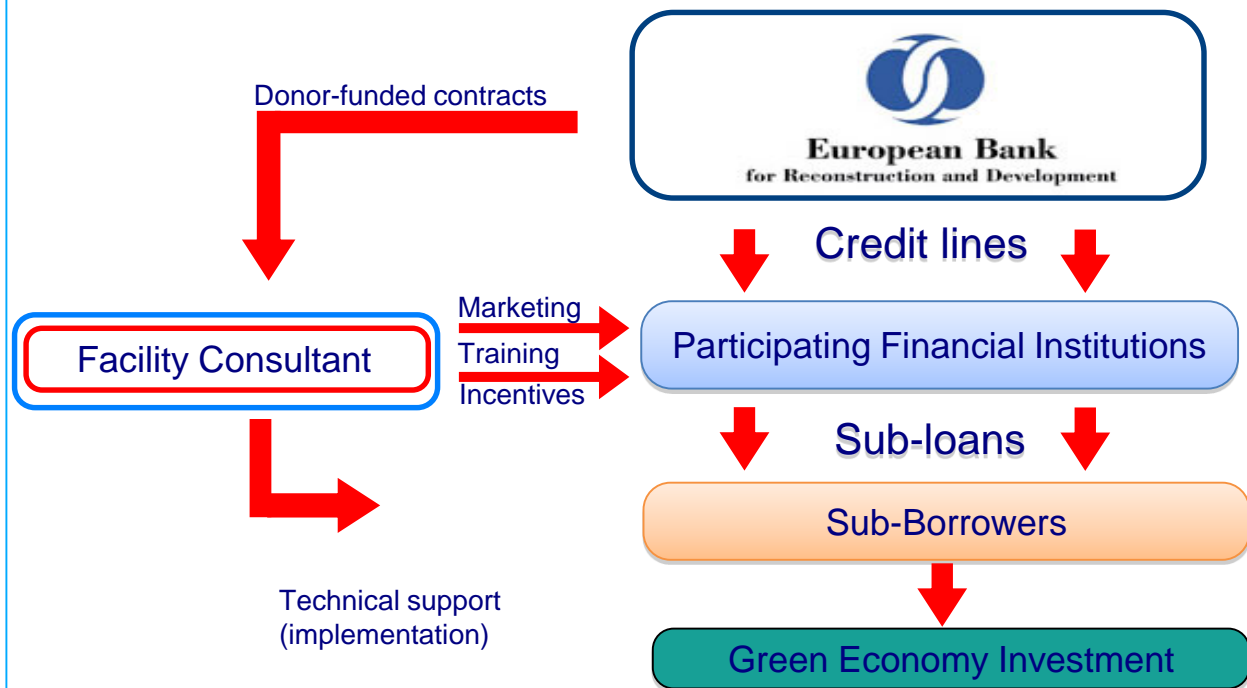 Donor-funded contracts
European Bank
for Reconstruction and Development
Credit lines
Marketing
Training
Incentives
Facility Consultant
Participating Financial Institutions
Sub-loans
Sub-Borrowers
Technical support
(implementation)
Green Economy Investment